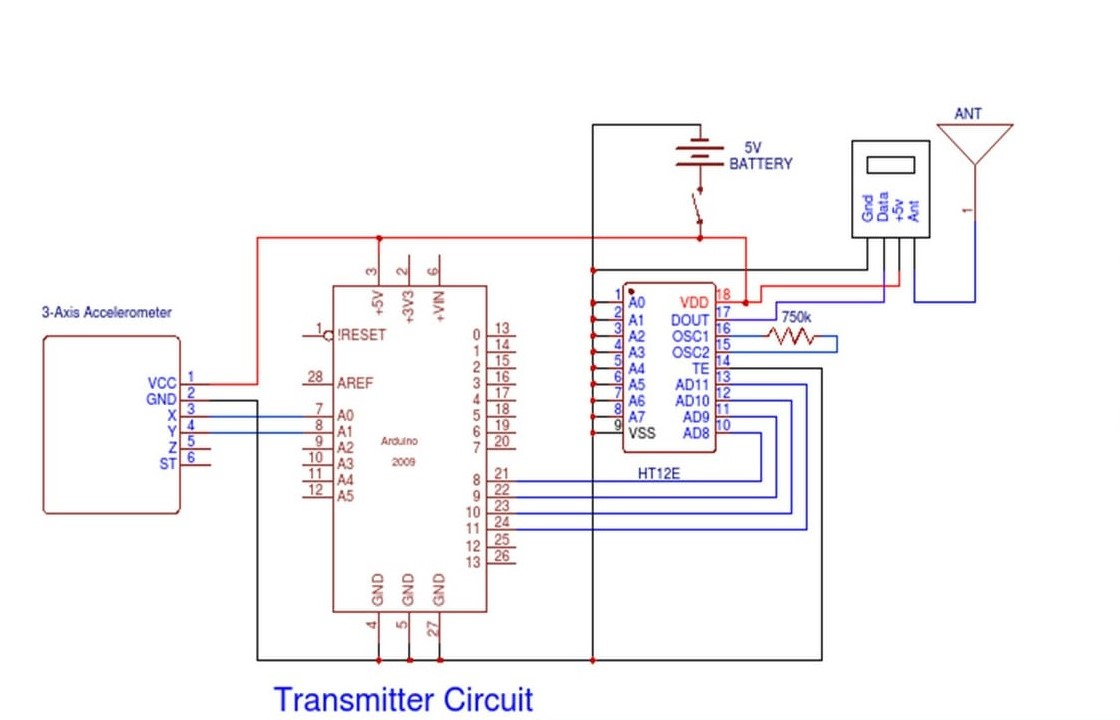 ANT
5V
BATTERY
Gnd
Data
+5v
Ant
1
3
2
6
+5V
+3V3
+VIN
3-Axis Accelerometer
VCC 1
GND 2
X 3
Y 4
Z 5
ST 6
1 !RESET
28 AREF
7 A0
8 A1
9 A2
10 A3
11 A4
12 A5
Arduino
2009
0 13
1 14
2 15
3 16
4 17
5 18
6 19
7 20
8 21
9 22
10 23
11 24
12 25
13 26
GND
GND
GND
4
5
27
1 A0 VDD 18
2 A1 DOUT 17
3 A2 OSC1 16
4 A3 OSC2 15
5 A4 TE 14
6 A5 AD11 13
7 A6 AD10 12
8 A7 AD9 11
9 VSS AD8 10
750k
HT12E
Transmitter Circuit